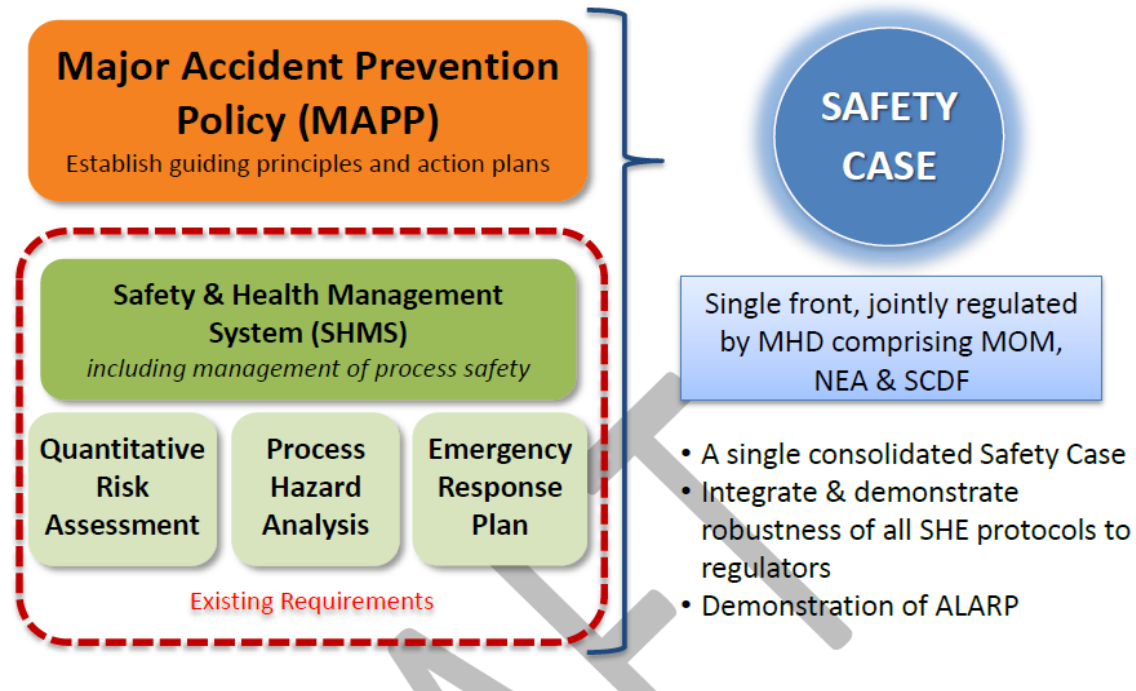 Major Accident Prevention
Policy (MAPP)
Establish guiding principles and action plans
Safety & Health Management
System (SHMS)
including management of process safety
Quantitative
Risk
Assessment
Process
Hazard
Analysis
Emergency
Response
Plan
Existing Requirements
SAFETY
CASE
Single front, jointly regulated
by MHD comprising MOM,
NEA & SCDF
• A single consolidated Safety Case
• Integrate & demonstrate
robustness of all SHE protocols to
regulators
• Demonstration of ALARP